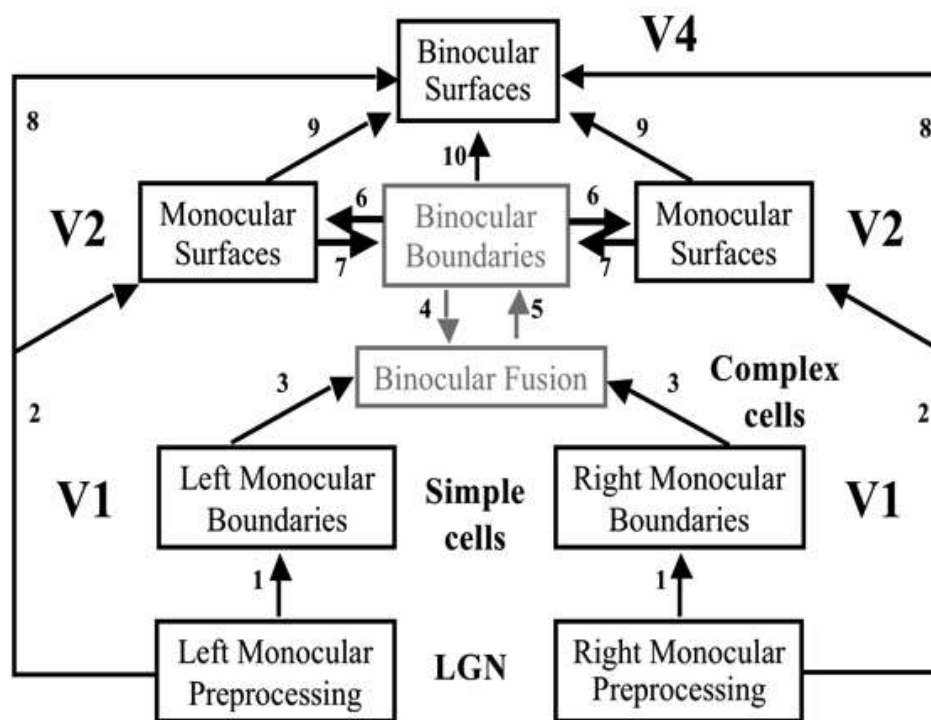 Binocular
Surfaces
V4
8
9
9
8
10
V2
Monocular
Surfaces
6
Binocular
Boundaries
6
Monocular
Surfaces
V2
7
7
4
5
2
3
Binocular Fusion
3
Complex
cells
2
V1
Left Monocular
Boundaries
Simple
cells
Right Monocular
Boundaries
V1
1
1
Left Monocular
Preprocessing
LGN
Right Monocular
Preprocessing